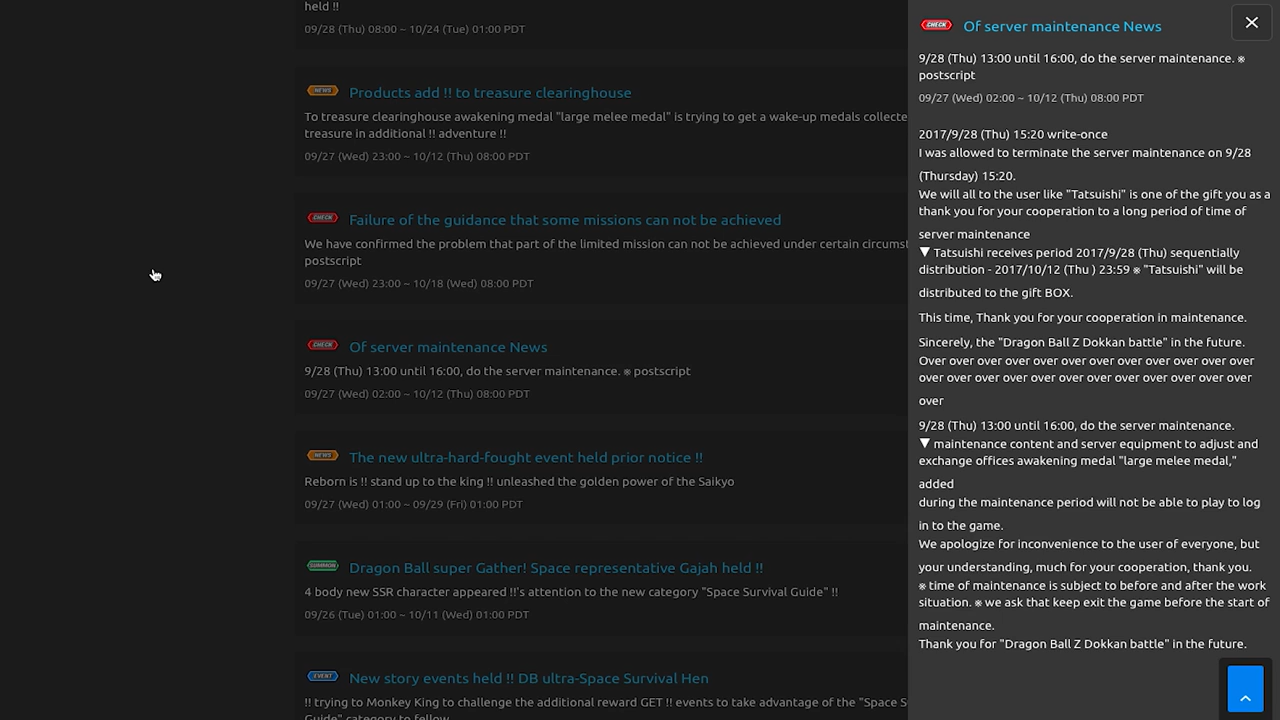 held !!
09/28 (Thu) 08:00 ~ 10/24 (Tue) 01:00 PDT
NEWS
Products add !! to treasure clearinghouse
To treasure clearinghouse awakening medal "large melee medal" is trying to get a wake-up medals collecte
treasure in additional !! adventure !!
09/27 (Wed) 23:00 ~ 10/12 (Thu) 08:00 PDT
CHECK
Failure of the guidance that some missions can not be achieved
We have confirmed the problem that part of the limited mission can not be achieved under certain circumst
postscript
09/27 (Wed) 23:00 ~ 10/18 (Wed) 08:00 PDT
CHECK
Of server maintenance News
9/28 (Thu) 13:00 until 16:00, do the server maintenance. ※ postscript
09/27 (Wed) 02:00 ~ 10/12 (Thu) 08:00 PDT
NEWS
The new ultra-hard-fought event held prior notice !!
Reborn is !! stand up to the king !! unleashed the golden power of the Saikyo
09/27 (Wed) 01:00 ~ 09/29 (Fri) 01:00 PDT
SUMMON
Dragon Ball super Gather! Space representative Gajah held !!
4 body new SSR character appeared !!'s attention to the new category "Space Survival Guide" !!
09/26 (Tue) 01:00 ~ 10/11 (Wed) 01:00 PDT
EVENT
New story events held !! DB ultra-Space Survival Hen
!! trying to Monkey King to challenge the additional reward GET !! events to take advantage of the "Space S
Guide" category to fellow
CHECK
Of server maintenance News
9/28 (Thu) 13:00 until 16:00, do the server maintenance. ※
postscript
09/27 (Wed) 02:00 ~ 10/12 (Thu) 08:00 PDT
2017/9/28 (Thu) 15:20 write-once
I was allowed to terminate the server maintenance on 9/28
(Thursday) 15:20.
We will all to the user like "Tatsuishi" is one of the gift you as a
thank you for your cooperation to a long period of time of
server maintenance
▼ Tatsuishi receives period 2017/9/28 (Thu) sequentially
distribution - 2017/10/12 (Thu ) 23:59 ※ "Tatsuishi" will be
distributed to the gift BOX.
This time, Thank you for your cooperation in maintenance.
Sincerely, the "Dragon Ball Z Dokkan battle" in the future.
Over over over over over over over over over over over over
over over over over over over over over over over over over
over
9/28 (Thu) 13:00 until 16:00, do the server maintenance.
▼ maintenance content and server equipment to adjust and
exchange offices awakening medal "large melee medal,"
added
during the maintenance period will not be able to play to log
in to the game.
We apologize for inconvenience to the user of everyone, but
your understanding, much for your cooperation, thank you.
※ time of maintenance is subject to before and after the work
situation. ※ we ask that keep exit the game before the start of
maintenance.
Thank you for "Dragon Ball Z Dokkan battle" in the future.